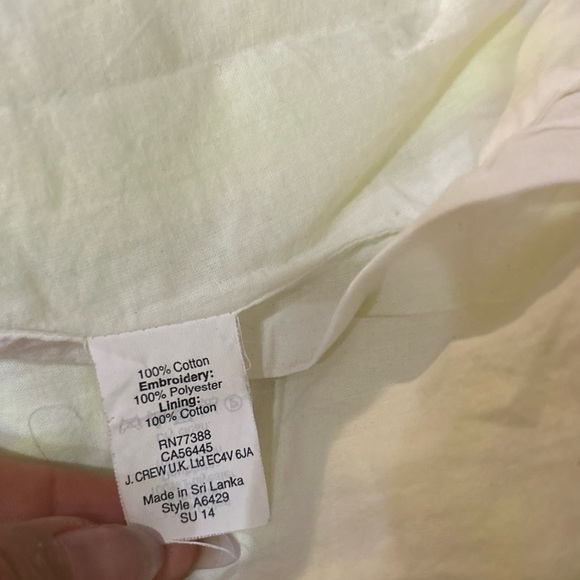 100% Cotton
Embroidery:
100% Polyester
Lining:
100% Cotton
RN77388
CA56445
J. CREW U.K. Ltd EC4V 6JA
Made in Sri Lanka
Style A6429
SU 14